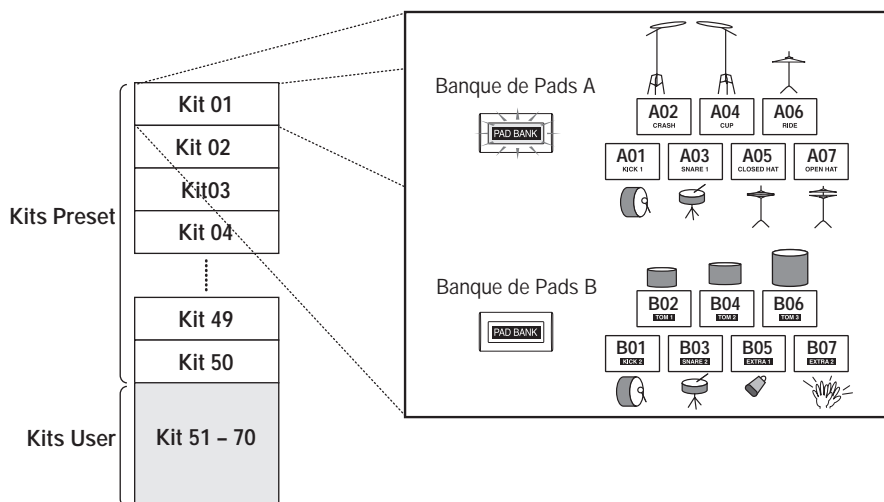 Kits Preset
Kit 01
Kit 02
Kit03
Kit 04
Kit 49
Kit 50
Kits User
Kit 51 – 70
Banque de Pads A
PAD BANK
A02
CRASH
A04
CUP
A06
RIDE
A01
KICK 1
A03
SNARE 1
A05
CLOSED HAT
A07
OPEN HAT
Banque de Pads B
PAD BANK
B02
TOM 1
B04
TOM 2
B06
TOM 3
B01
KICK 2
B03
SNARE 2
B05
EXTRA 1
B07
EXTRA 2